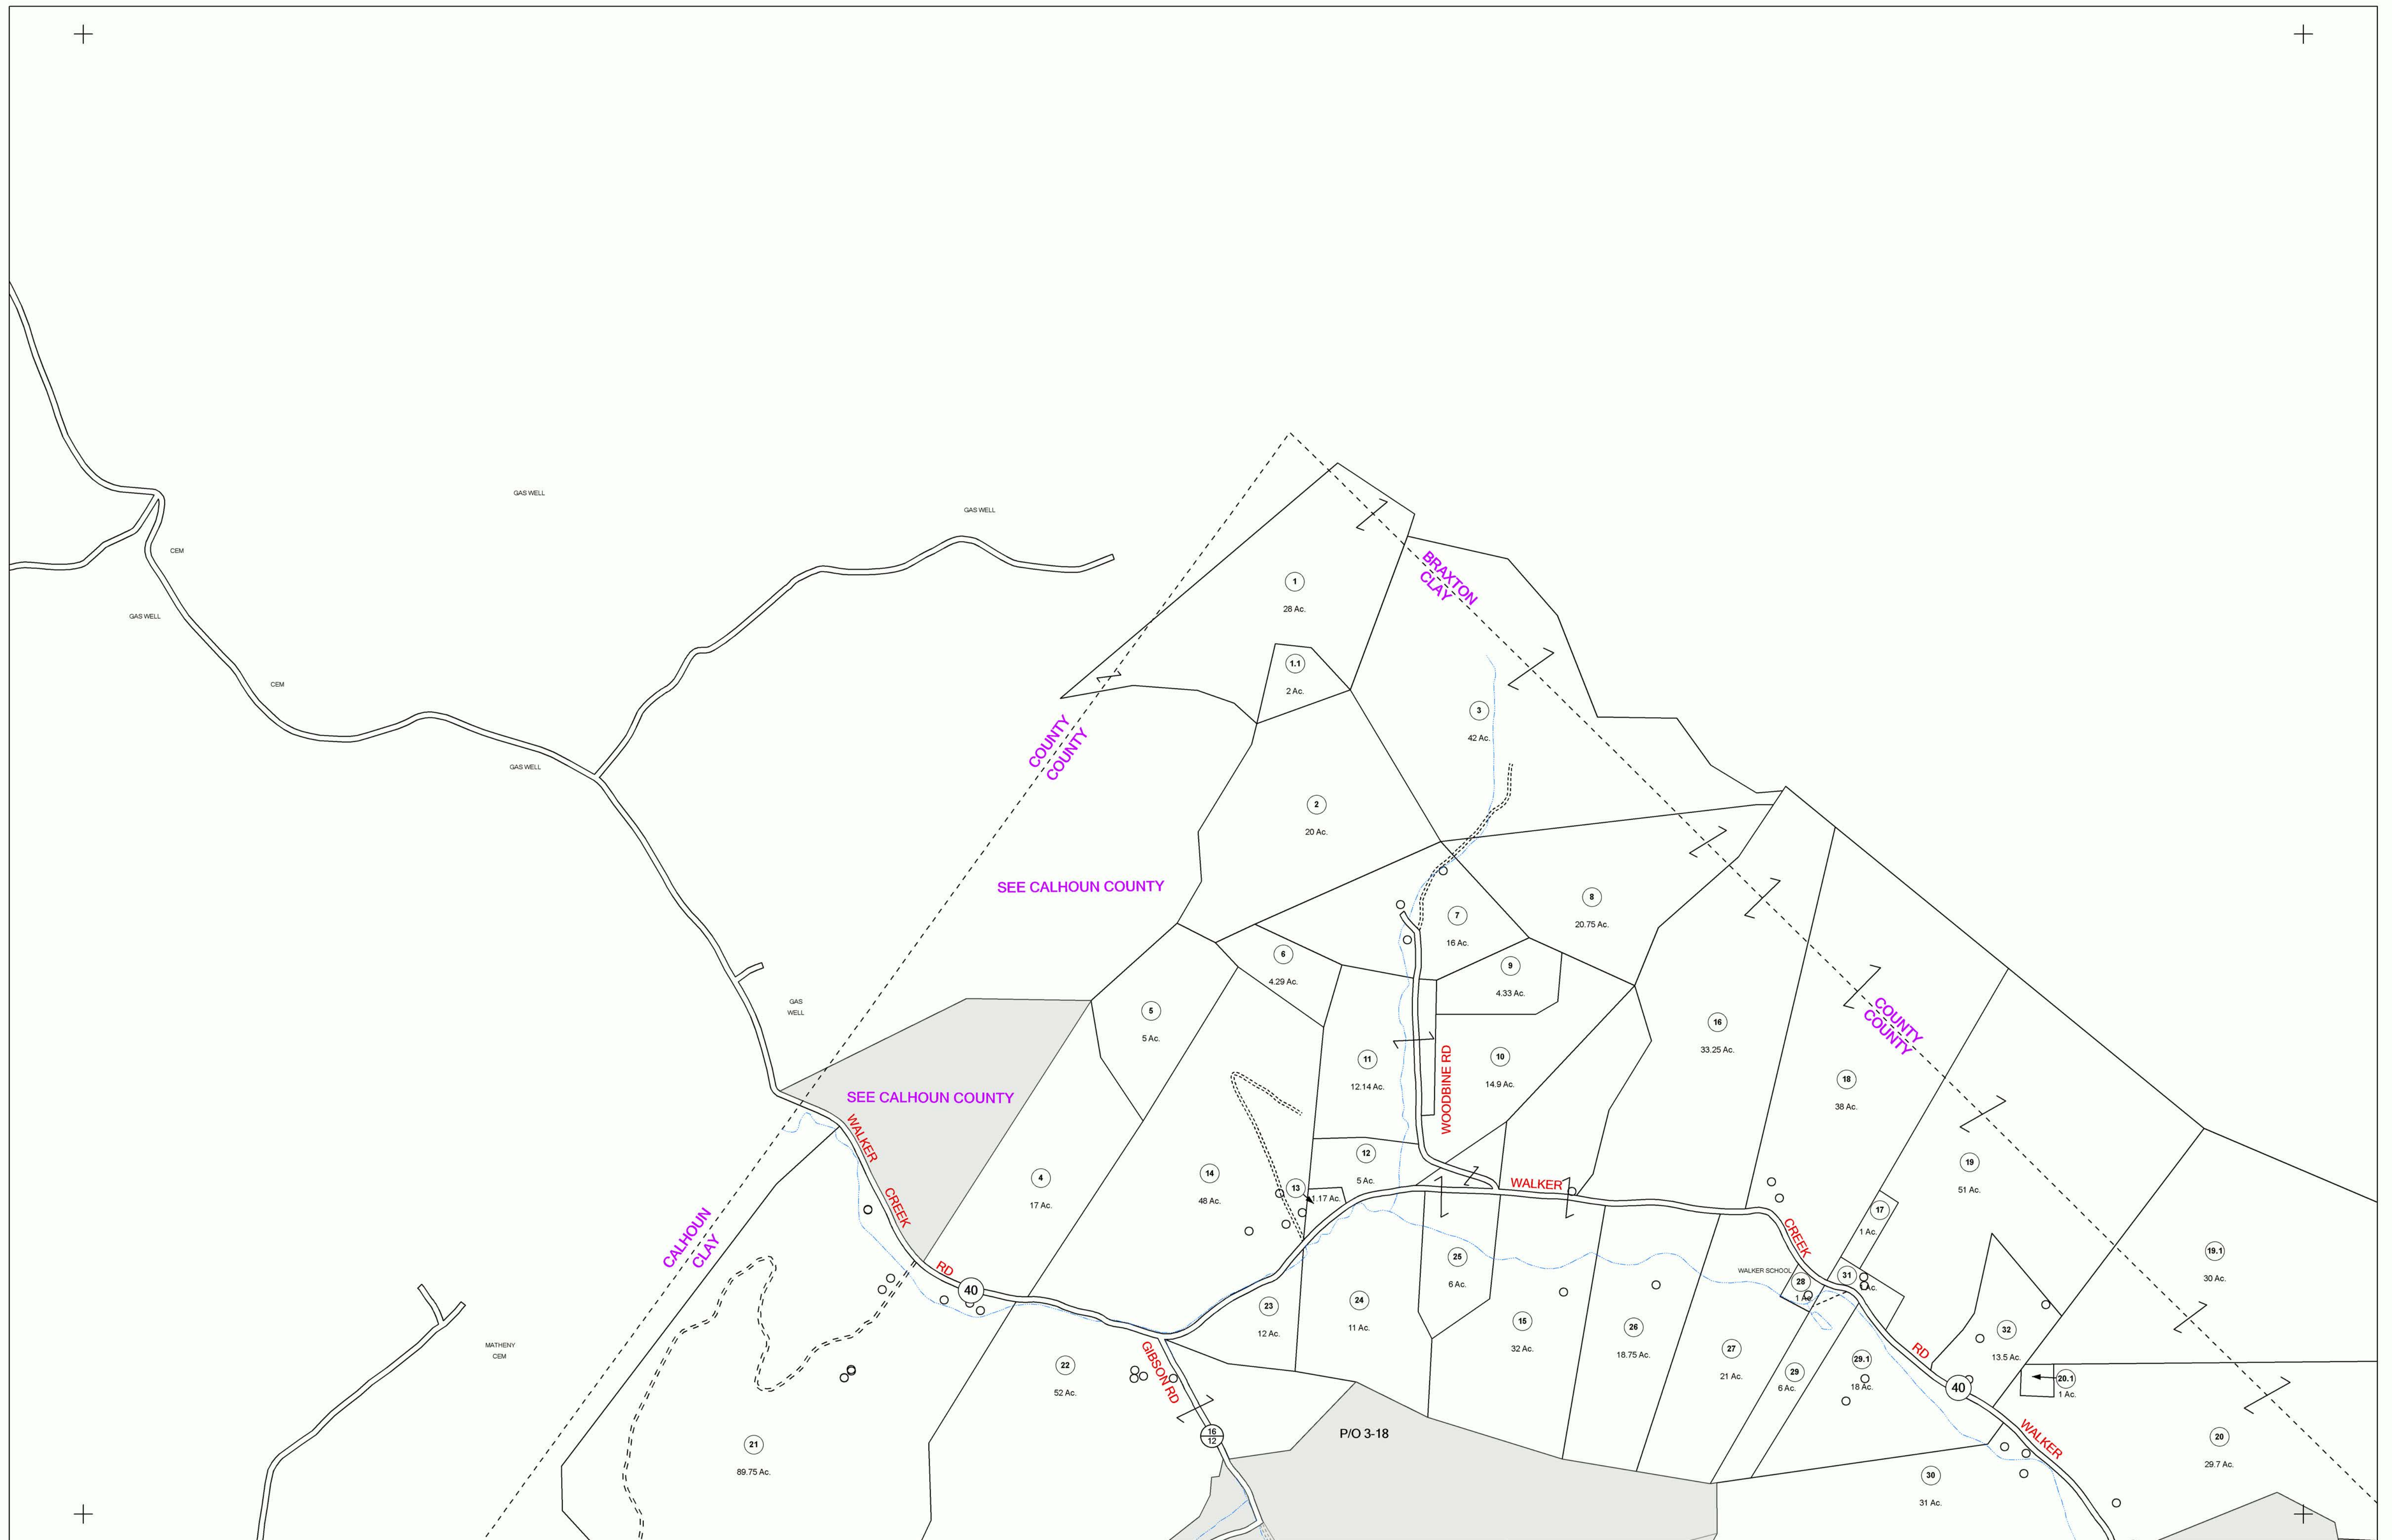 GAS WELL
GAS WELL
CEM
GAS WELL
CEM
GAS WELL
GAS
WELL
MATHENY
CEM
BRAXTON
CLAY
COUNTY
COUNTY
SEE CALHOUN COUNTY
SEE CALHOUN COUNTY
CALHOUN
CLAY
COUNTY
COUNTY
1
28 Ac.
1.1
2 Ac.
3
42 Ac.
2
20 Ac.
8
20.75 Ac.
7
16 Ac.
6
4.29 Ac.
9
4.33 Ac.
5
5 Ac.
16
33.25 Ac.
11
12.14 Ac.
10
14.9 Ac.
WOODBINE RD
18
38 Ac.
12
5 Ac.
19
51 Ac.
4
17 Ac.
14
48 Ac.
13
1.17 Ac.
WALKER
CREEK
RD
40
WALKER
CREEK
RD
40
WALKER
17
1 Ac.
WALKER SCHOOL
28
1 Ac.
31
1 Ac.
19.1
30 Ac.
25
6 Ac.
23
12 Ac.
24
11 Ac.
15
32 Ac.
26
18.75 Ac.
27
21 Ac.
29
6 Ac.
29.1
18 Ac.
32
13.5 Ac.
20.1
1 Ac.
GIBSON RD
16
12
22
52 Ac.
21
89.75 Ac.
P/O 3-18
20
29.7 Ac.
30
31 Ac.